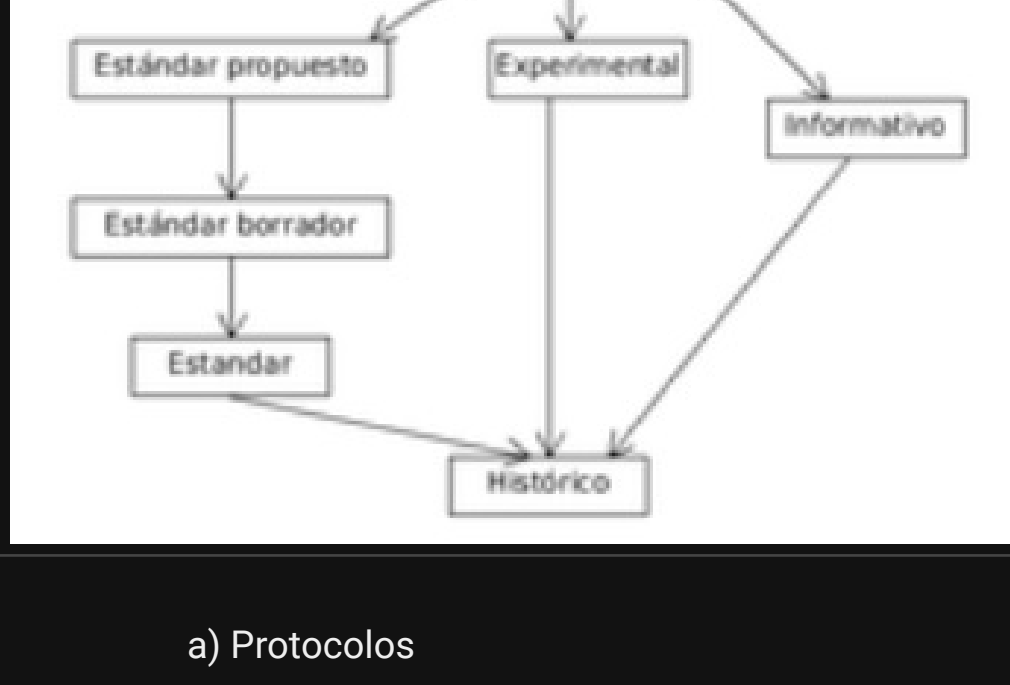 Estándar propuesto
Experimental
Informativo
Estándar borrador
Estandar
Histórico
a) Protocolos